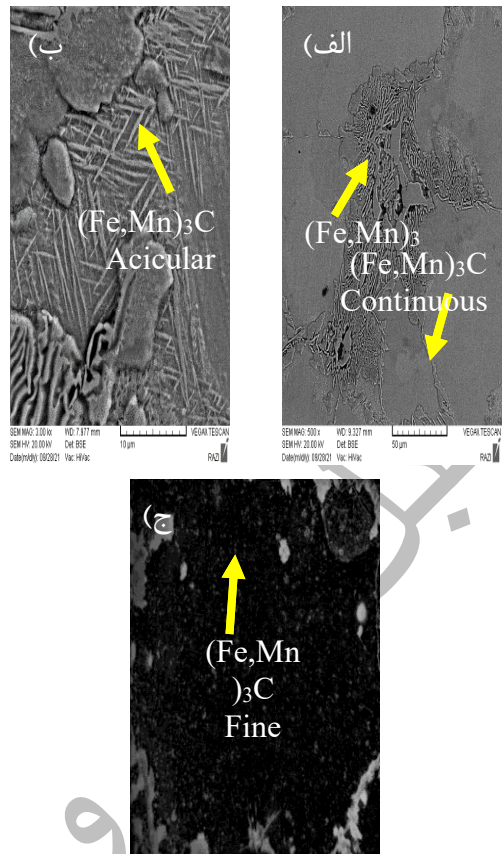 الف)
(Fe,Mn)₃
(Fe,Mn)₃C
Continuous
SEM MAG: 500 x WD: 9.337 mm VEGA\\ TESCAN
SEM HV: 20.00 kV Det: BSE 50 µm
Date(m/d/y): 09/28/21 Vac: HiVac RAZI
ب)
(Fe,Mn)₃C
Acicular
SEM MAG: 3.00 kx WD: 7.977 mm VEGA\\ TESCAN
SEM HV: 20.00 kV Det: BSE 10 µm
Date(m/d/y): 09/28/21 Vac: HiVac RAZI
ج)
(Fe,Mn
)₃C
Fine